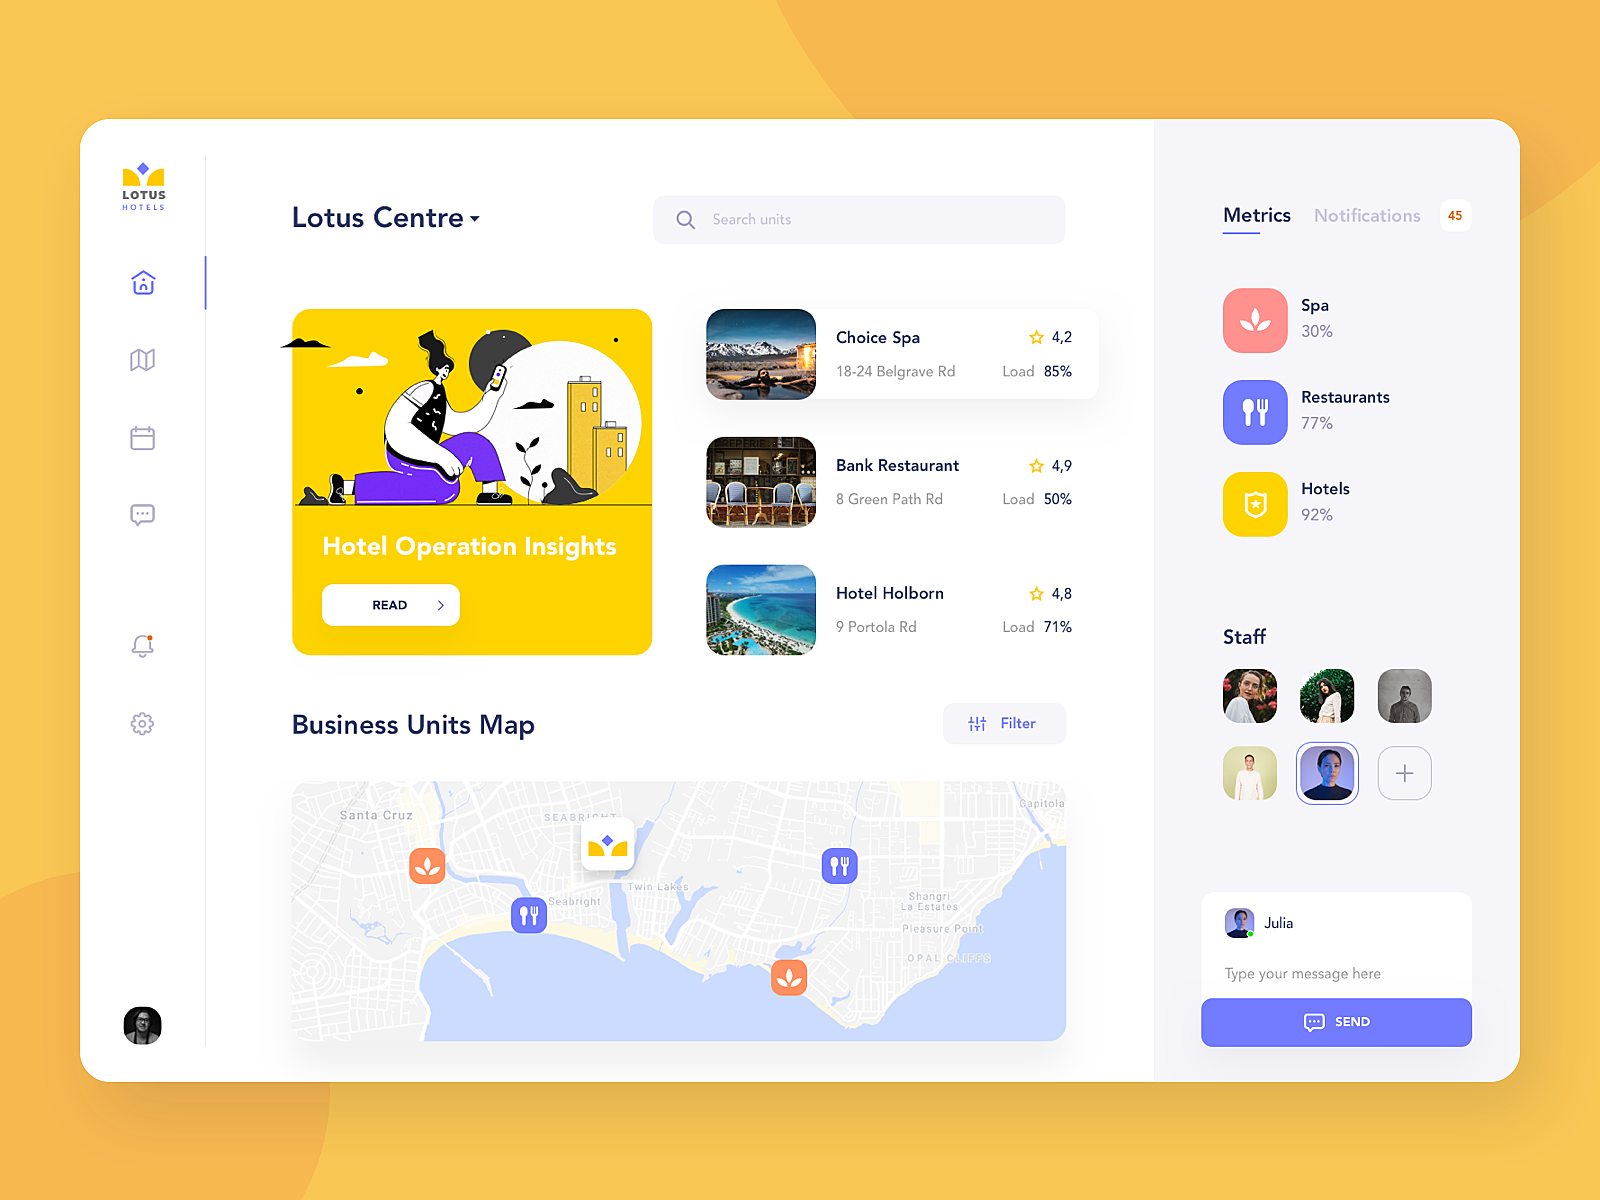 LOTUS
HOTELS
Lotus Centre
Search units
Metrics
Notifications
45
Choice Spa
4,2
18-24 Belgrave Rd
Load 85%
Bank Restaurant
4,9
8 Green Path Rd
Load 50%
Hotel Holborn
4,8
9 Portola Rd
Load 71%
Hotel Operation Insights
READ
Spa
30%
Restaurants
77%
Hotels
92%
Staff
Business Units Map
Filter
Santa Cruz
SEABRIGHT
Capitola
Twin Lakes
Seabright
Shangri
La Estates
Pleasure Point
OPAL CLIFFS
Julia
Type your message here
SEND